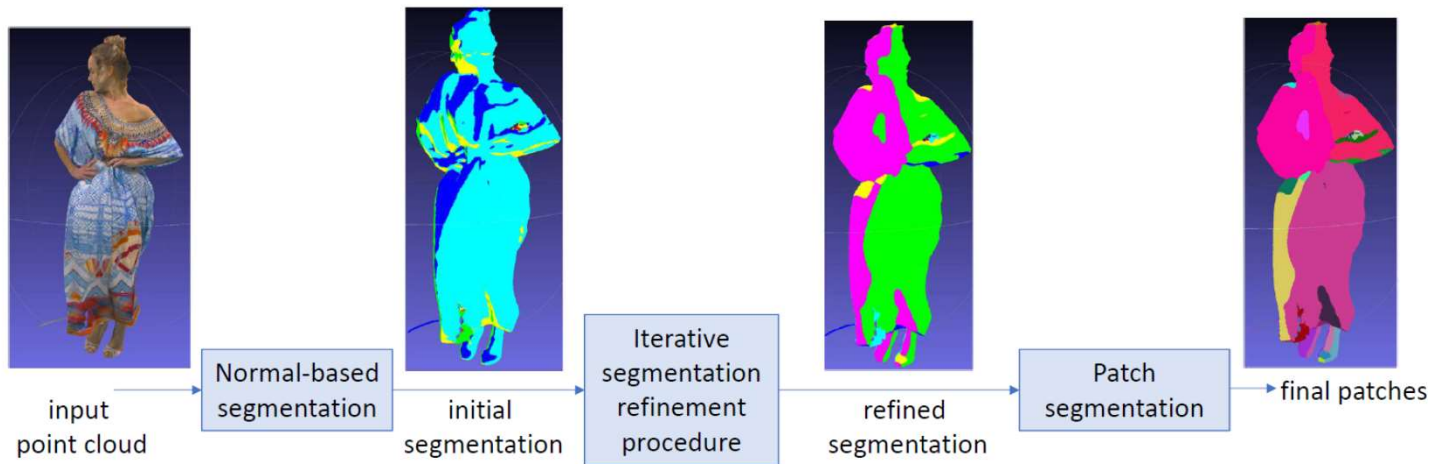 input
point cloud
Normal-based
segmentation
initial
segmentation
Iterative
segmentation
refinement
procedure
refined
segmentation
Patch
segmentation
final patches